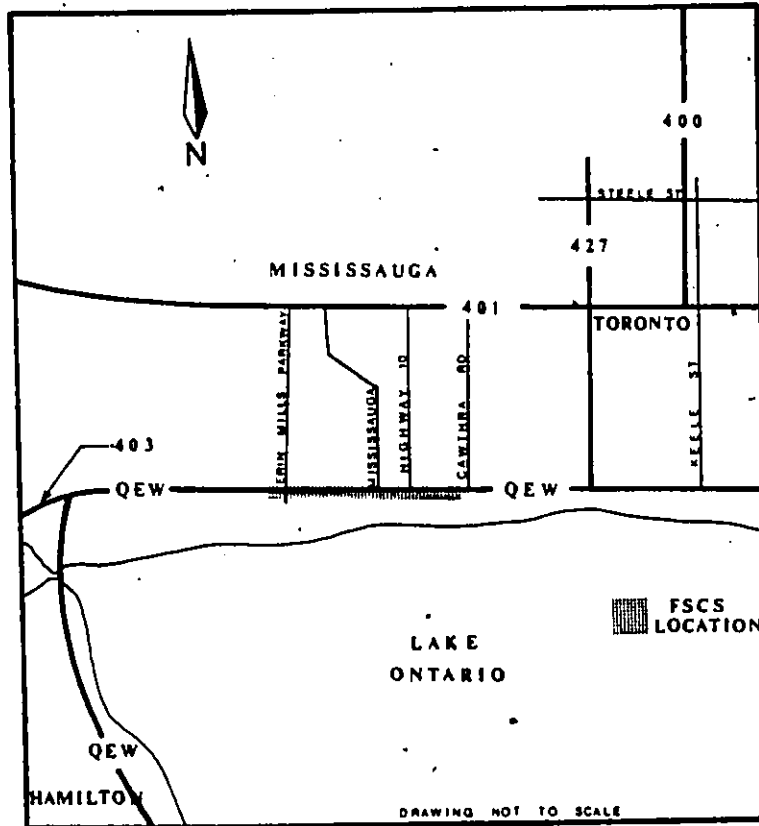 N
400
STEELE ST
427
MISSISSAUGA
401
TORONTO
ERIN MILLS PARKWAY
MISSISSAUGA
HIGHWAY 10
CAWTHRA RD
KEELE ST
403
QEW
QEW
FSCS
LOCATION
LAKE
ONTARIO
QEW
HAMILTON
DRAWING NOT TO SCALE